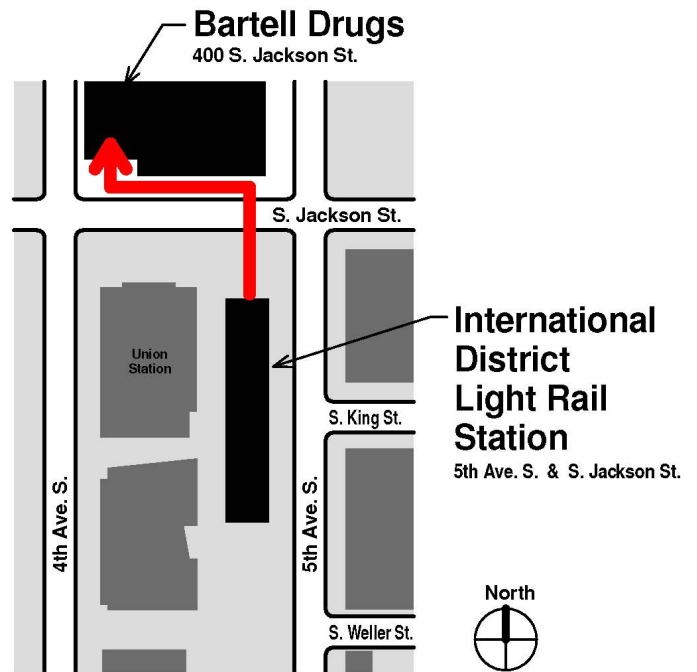 Bartell Drugs
400 S. Jackson St.
S. Jackson St.
International
District
Light Rail
Station
5th Ave. S. & S. Jackson St.
Union
Station
S. King St.
4th Ave. S.
5th Ave. S.
North
S. Weller St.